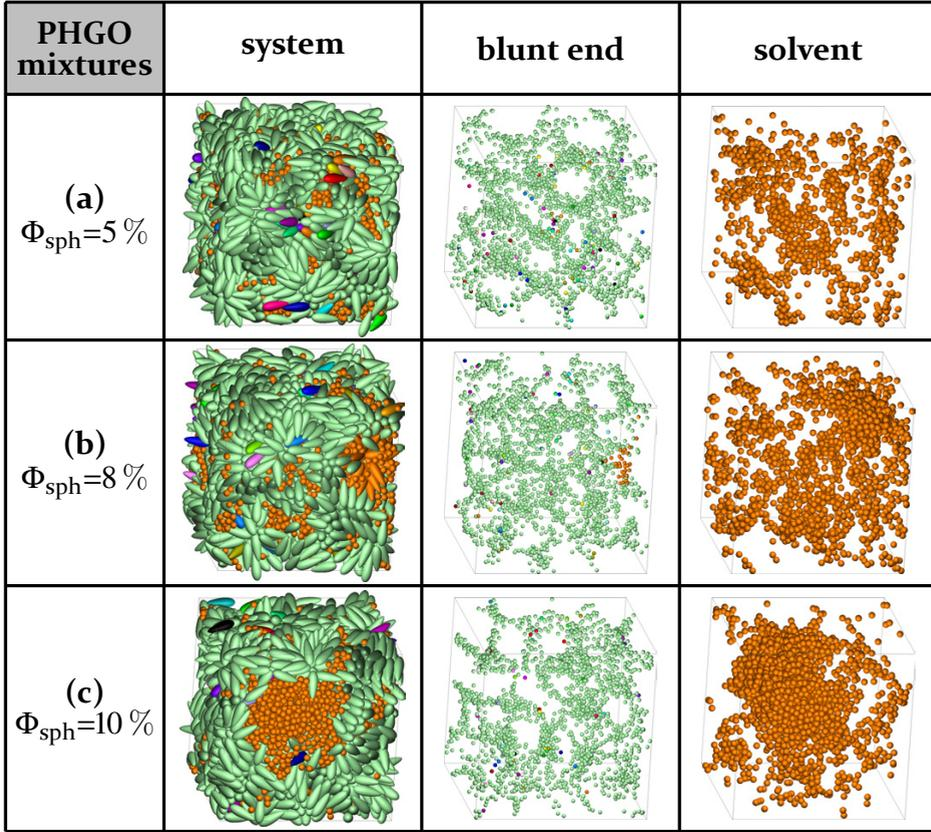 PHGO
mixtures
system
blunt end
solvent
(a)
Φsph=5 %
(b)
Φsph=8 %
(c)
Φsph=10 %